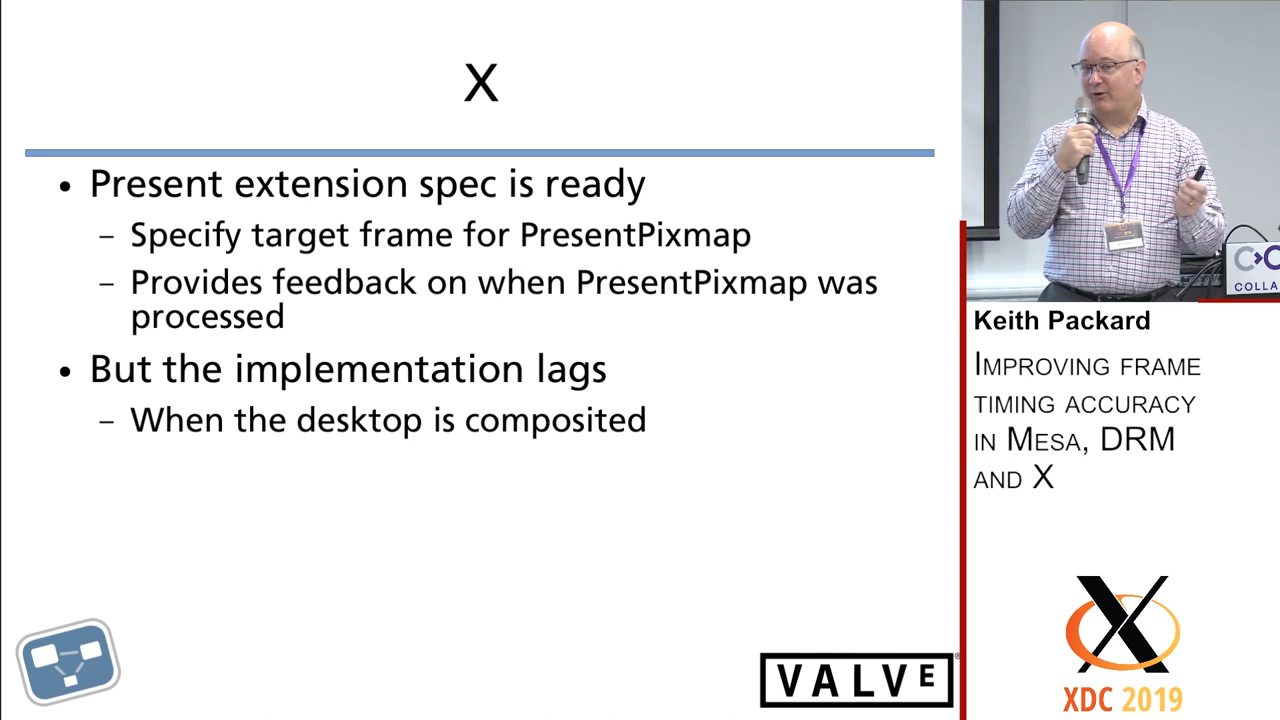 X
• Present extension spec is ready
– Specify target frame for PresentPixmap
– Provides feedback on when PresentPixmap was
processed
• But the implementation lags
– When the desktop is composited
VALVE®
COLLA
Keith Packard
Improving frame
timing accuracy
in Mesa, DRM
and X
X
XDC 2019